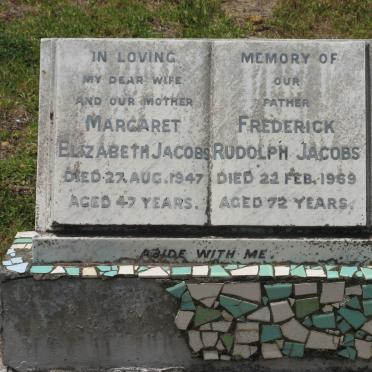 IN LOVING
MY DEAR WIFE
AND OUR MOTHER
MARGARET
ELIZABETH JACOBS
DIED 27. AUG. 1947
AGED 47 YEARS.
MEMORY OF
OUR
FATHER
FREDERICK
RUDOLPH JACOBS
DIED 22 FEB. 1969
AGED 72 YEARS.
ABIDE WITH ME.